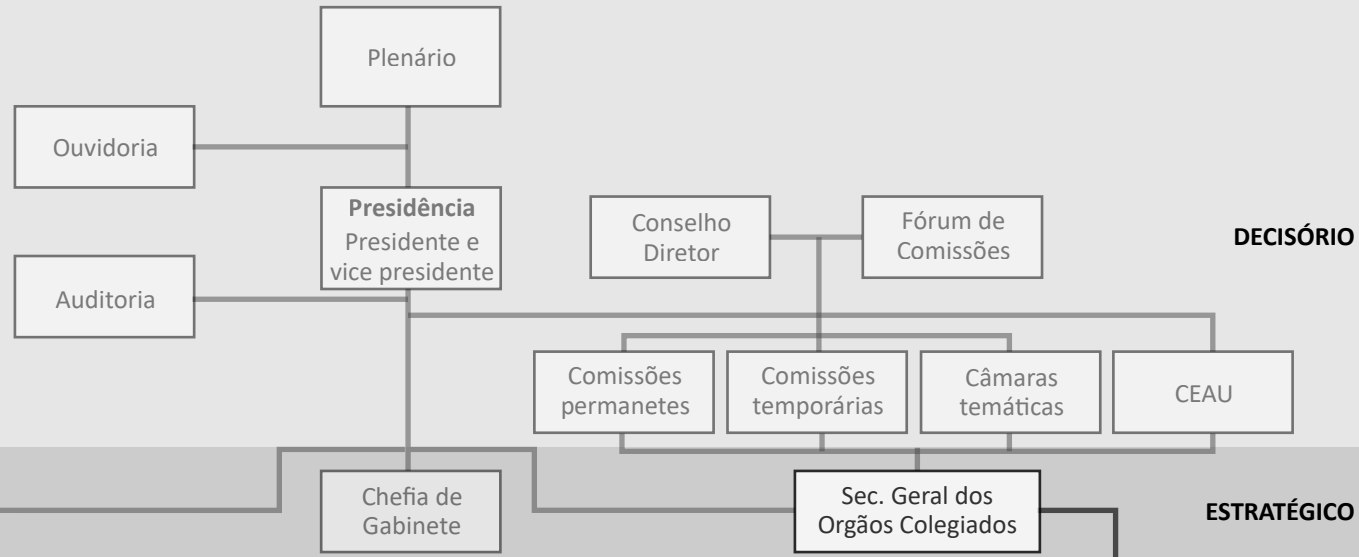 Plenário
Ouvidoria
Presidência
Presidente e
vice presidente
Conselho
Diretor
Fórum de
Comissões
DECISÓRIO
Auditoria
Comissões
permanetes
Comissões
temporárias
Câmaras
temáticas
CEAU
Chefia de
Gabinete
Sec. Geral dos
Orgãos Colegiados
ESTRATÉGICO